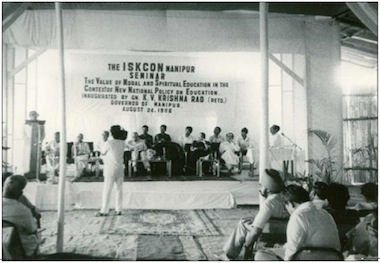 THE ISKCON MANIPUR
SEMINAR
THE VALUE OF MORAL AND SPIRITUAL EDUCATION IN THE
CONTEXT OF NEW NATIONAL POLICY ON EDUCATION.
INAUGURATED BY GN. K.V. KRISHNA RAO (RETD.)
GOVERNOR OF MANIPUR
AUGUST 24, 1986